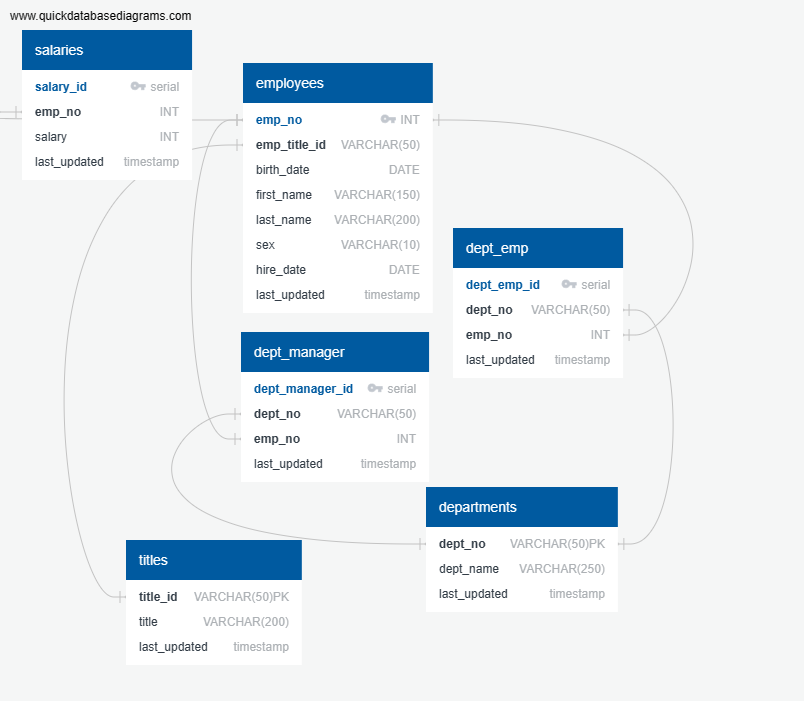 www.quickdatabasediagrams.com
salaries
salary_id serial
emp_no INT
salary INT
last_updated timestamp
employees
emp_no INT
emp_title_id VARCHAR(50)
birth_date DATE
first_name VARCHAR(150)
last_name VARCHAR(200)
sex VARCHAR(10)
hire_date DATE
last_updated timestamp
dept_emp
dept_emp_id serial
dept_no VARCHAR(50)
emp_no INT
last_updated timestamp
dept_manager
dept_manager_id serial
dept_no VARCHAR(50)
emp_no INT
last_updated timestamp
departments
dept_no VARCHAR(50)PK
dept_name VARCHAR(250)
last_updated timestamp
titles
title_id VARCHAR(50)PK
title VARCHAR(200)
last_updated timestamp